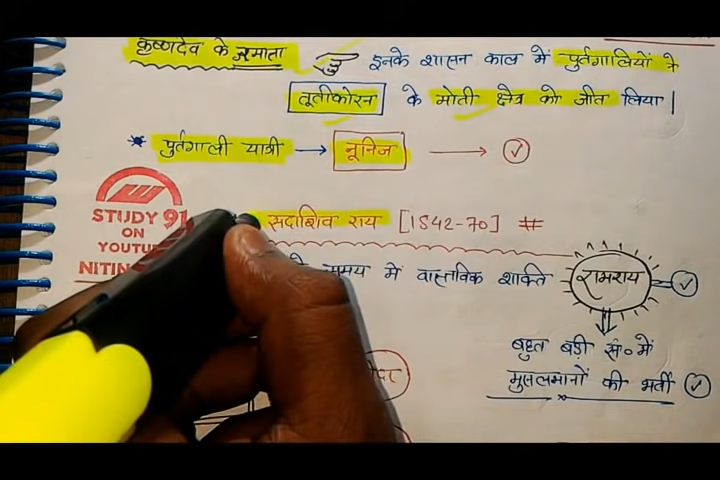 कृष्णदेव के जमाता
इनके शासन काल में पुर्तगालियों ने
तूतीकोरन के मोती क्षेत्र को जीत लिया |
* पुर्तगाली यात्री → नूनिज → ✓
सदाशिव राय [1542-70] #
समय में वास्तविक शक्ति रामराय ✓
बहुत बड़ी सं० में
मुसलमानों की भर्ती ✓
STUDY 91
ON
NITIN